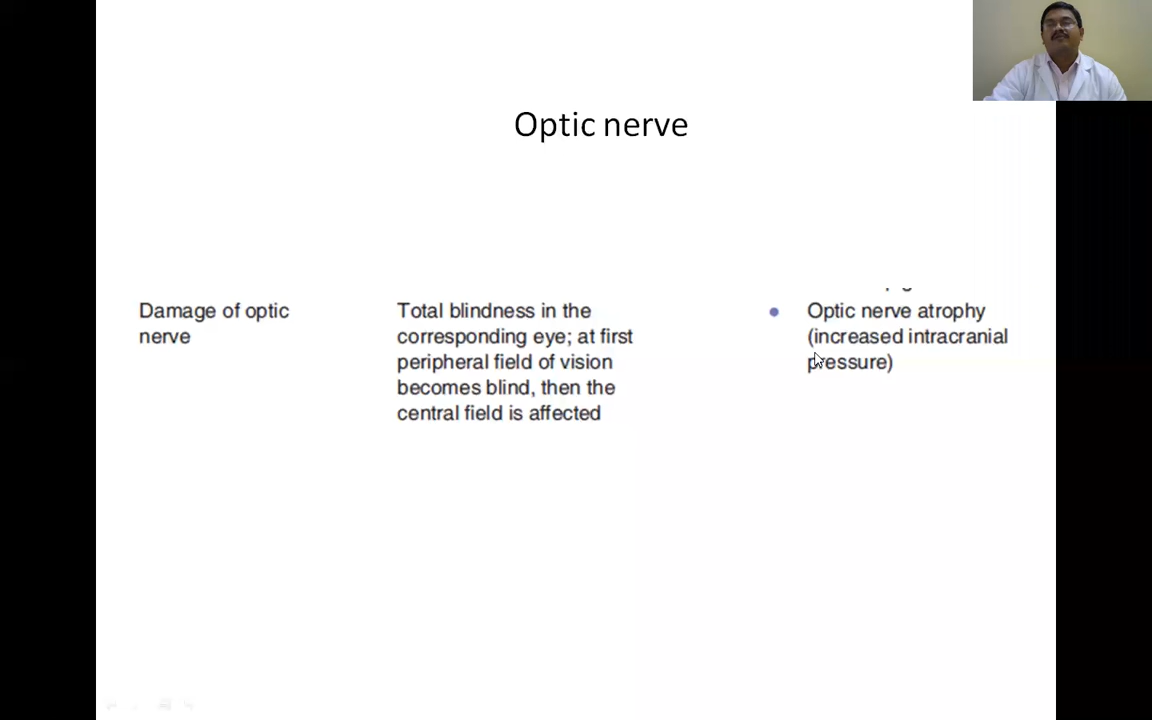 Optic nerve
Damage of optic
nerve
Total blindness in the
corresponding eye; at first
peripheral field of vision
becomes blind, then the
central field is affected
Optic nerve atrophy
(increased intracranial
pressure)